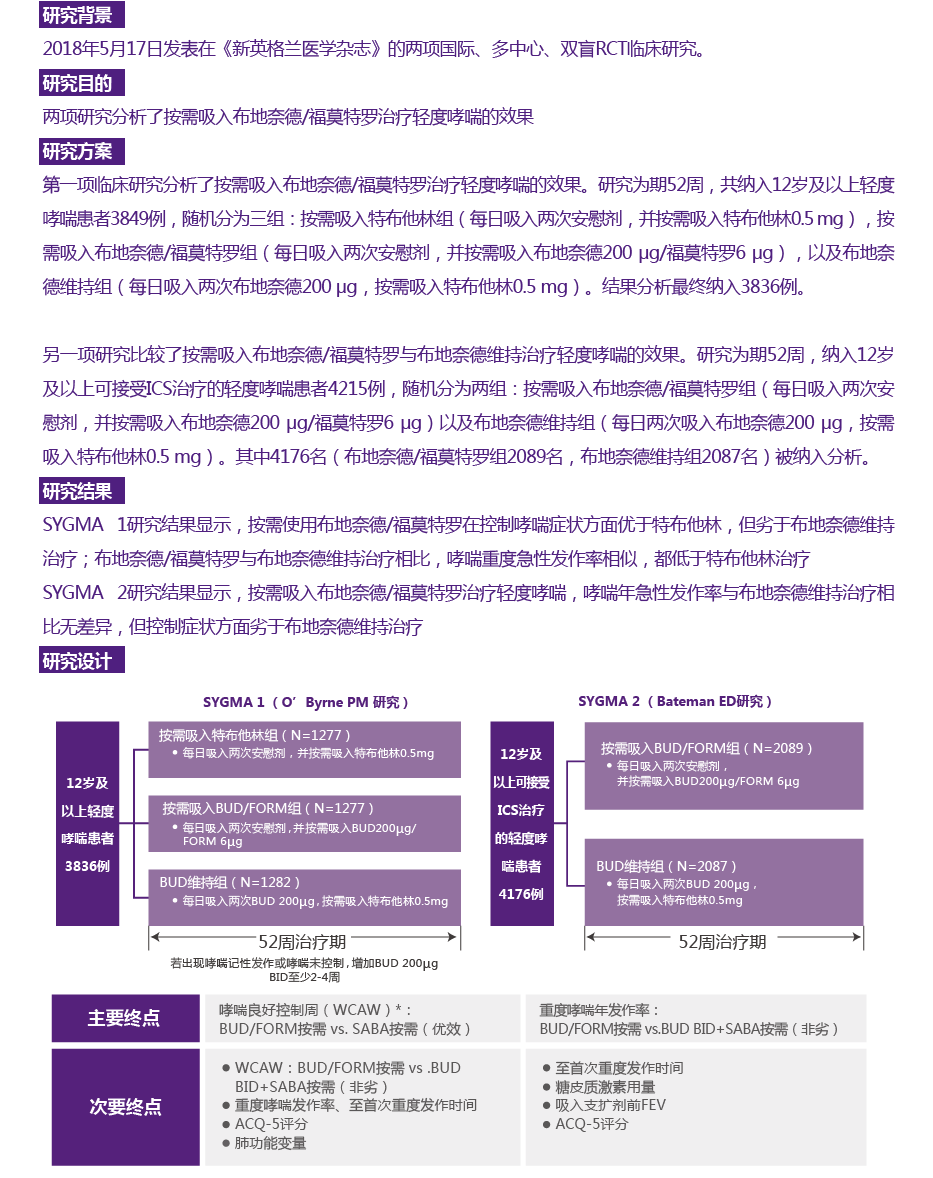 研究背景
2018年5月17日发表在《新英格兰医学杂志》的两项国际、多中心、双盲RCT临床研究。
研究目的
两项研究分析了按需吸入布地奈德/福莫特罗治疗轻度哮喘的效果
研究方案
第一项临床研究分析了按需吸入布地奈德/福莫特罗治疗轻度哮喘的效果。研究为期52周，共纳入12岁及以上轻度
哮喘患者3849例，随机分为三组：按需吸入特布他林组（每日吸入两次安慰剂，并按需吸入特布他林0.5 mg），按
需吸入布地奈德/福莫特罗组（每日吸入两次安慰剂，并按需吸入布地奈德200 μg/福莫特罗6 μg），以及布地奈
德维持组（每日吸入两次布地奈德200 μg，按需吸入特布他林0.5 mg）。结果分析最终纳入3836例。
另一项研究比较了按需吸入布地奈德/福莫特罗与布地奈德维持治疗轻度哮喘的效果。研究为期52周，纳入12岁
及以上可接受ICS治疗的轻度哮喘患者4215例，随机分为两组：按需吸入布地奈德/福莫特罗组（每日吸入两次安
慰剂，并按需吸入布地奈德200 μg/福莫特罗6 μg）以及布地奈德维持组（每日两次吸入布地奈德200 μg，按需
吸入特布他林0.5 mg）。其中4176名（布地奈德/福莫特罗组2089名，布地奈德维持组2087名）被纳入分析。
研究结果
SYGMA 1研究结果显示，按需使用布地奈德/福莫特罗在控制哮喘症状方面优于特布他林，但劣于布地奈德维持
治疗；布地奈德/福莫特罗与布地奈德维持治疗相比，哮喘重度急性发作率相似，都低于特布他林治疗
SYGMA 2研究结果显示，按需吸入布地奈德/福莫特罗治疗轻度哮喘，哮喘年急性发作率与布地奈德维持治疗相
比无差异，但控制症状方面劣于布地奈德维持治疗
研究设计
SYGMA 1（O’Byrne PM 研究）
12岁及
以上轻度
哮喘患者
3836例
按需吸入特布他林组（N=1277）
• 每日吸入两次安慰剂，并按需吸入特布他林0.5mg
按需吸入BUD/FORM组（N=1277）
• 每日吸入两次安慰剂,并按需吸入BUD200μg/
FORM 6μg
BUD维持组（N=1282）
• 每日吸入两次BUD 200μg,按需吸入特布他林0.5mg
52周治疗期
若出现哮喘记性发作或哮喘未控制,增加BUD 200μg
BID至少2-4周
SYGMA 2（Bateman ED研究）
12岁及
以上可接受
ICS治疗
的轻度哮
喘患者
4176例
按需吸入BUD/FORM组（N=2089）
• 每日吸入两次安慰剂，
并按需吸入BUD200μg/FORM 6μg
BUD维持组（N=2087）
• 每日吸入两次BUD 200μg，
按需吸入特布他林0.5mg
52周治疗期
主要终点
哮喘良好控制周（WCAW）*：
BUD/FORM按需 vs. SABA按需（优效）
重度哮喘年发作率：
BUD/FORM按需 vs.BUD BID+SABA按需（非劣）
次要终点
● WCAW：BUD/FORM按需 vs .BUD
BID+SABA按需（非劣）
● 重度哮喘发作率、至首次重度发作时间
● ACQ-5评分
● 肺功能变量
● 至首次重度发作时间
● 糖皮质激素用量
● 吸入支扩剂前FEV
● ACQ-5评分